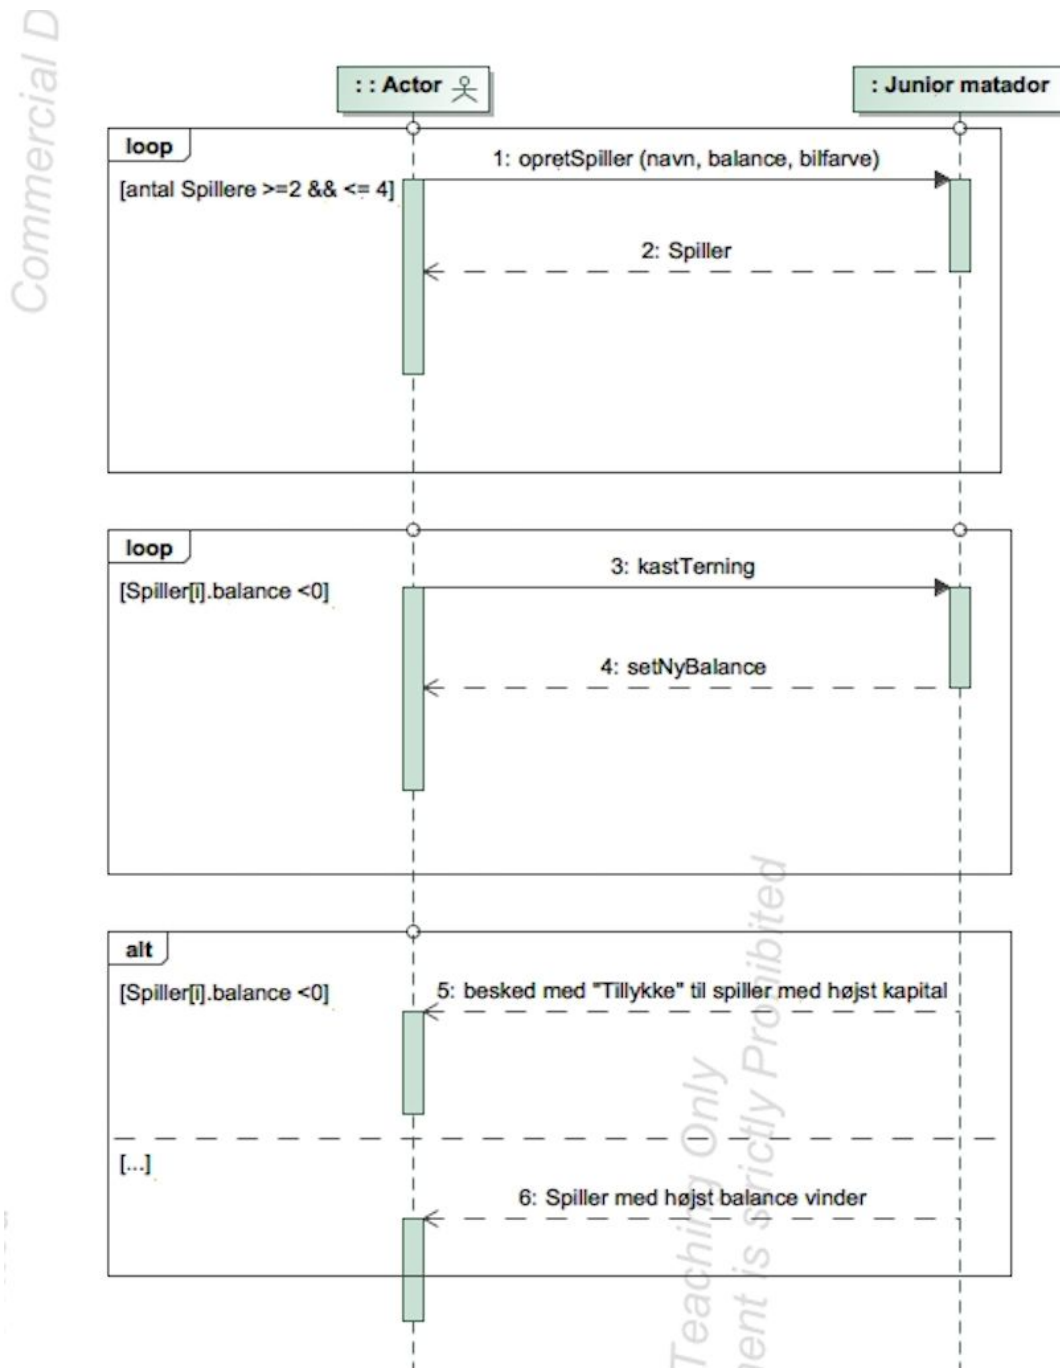 Commercial D
: : Actor
: Junior matador
loop
1: opretSpiller (navn, balance, bilfarve)
[antal Spillere >=2 && <= 4]
2: Spiller
loop
3: kastTerning
[Spiller[i].balance <0]
4: setNyBalance
alt
[Spiller[i].balance <0]
5: besked med "Tillykke" til spiller med højst kapital
[...]
6: Spiller med højst balance vinder
Teaching Only
is strictly Prohibited